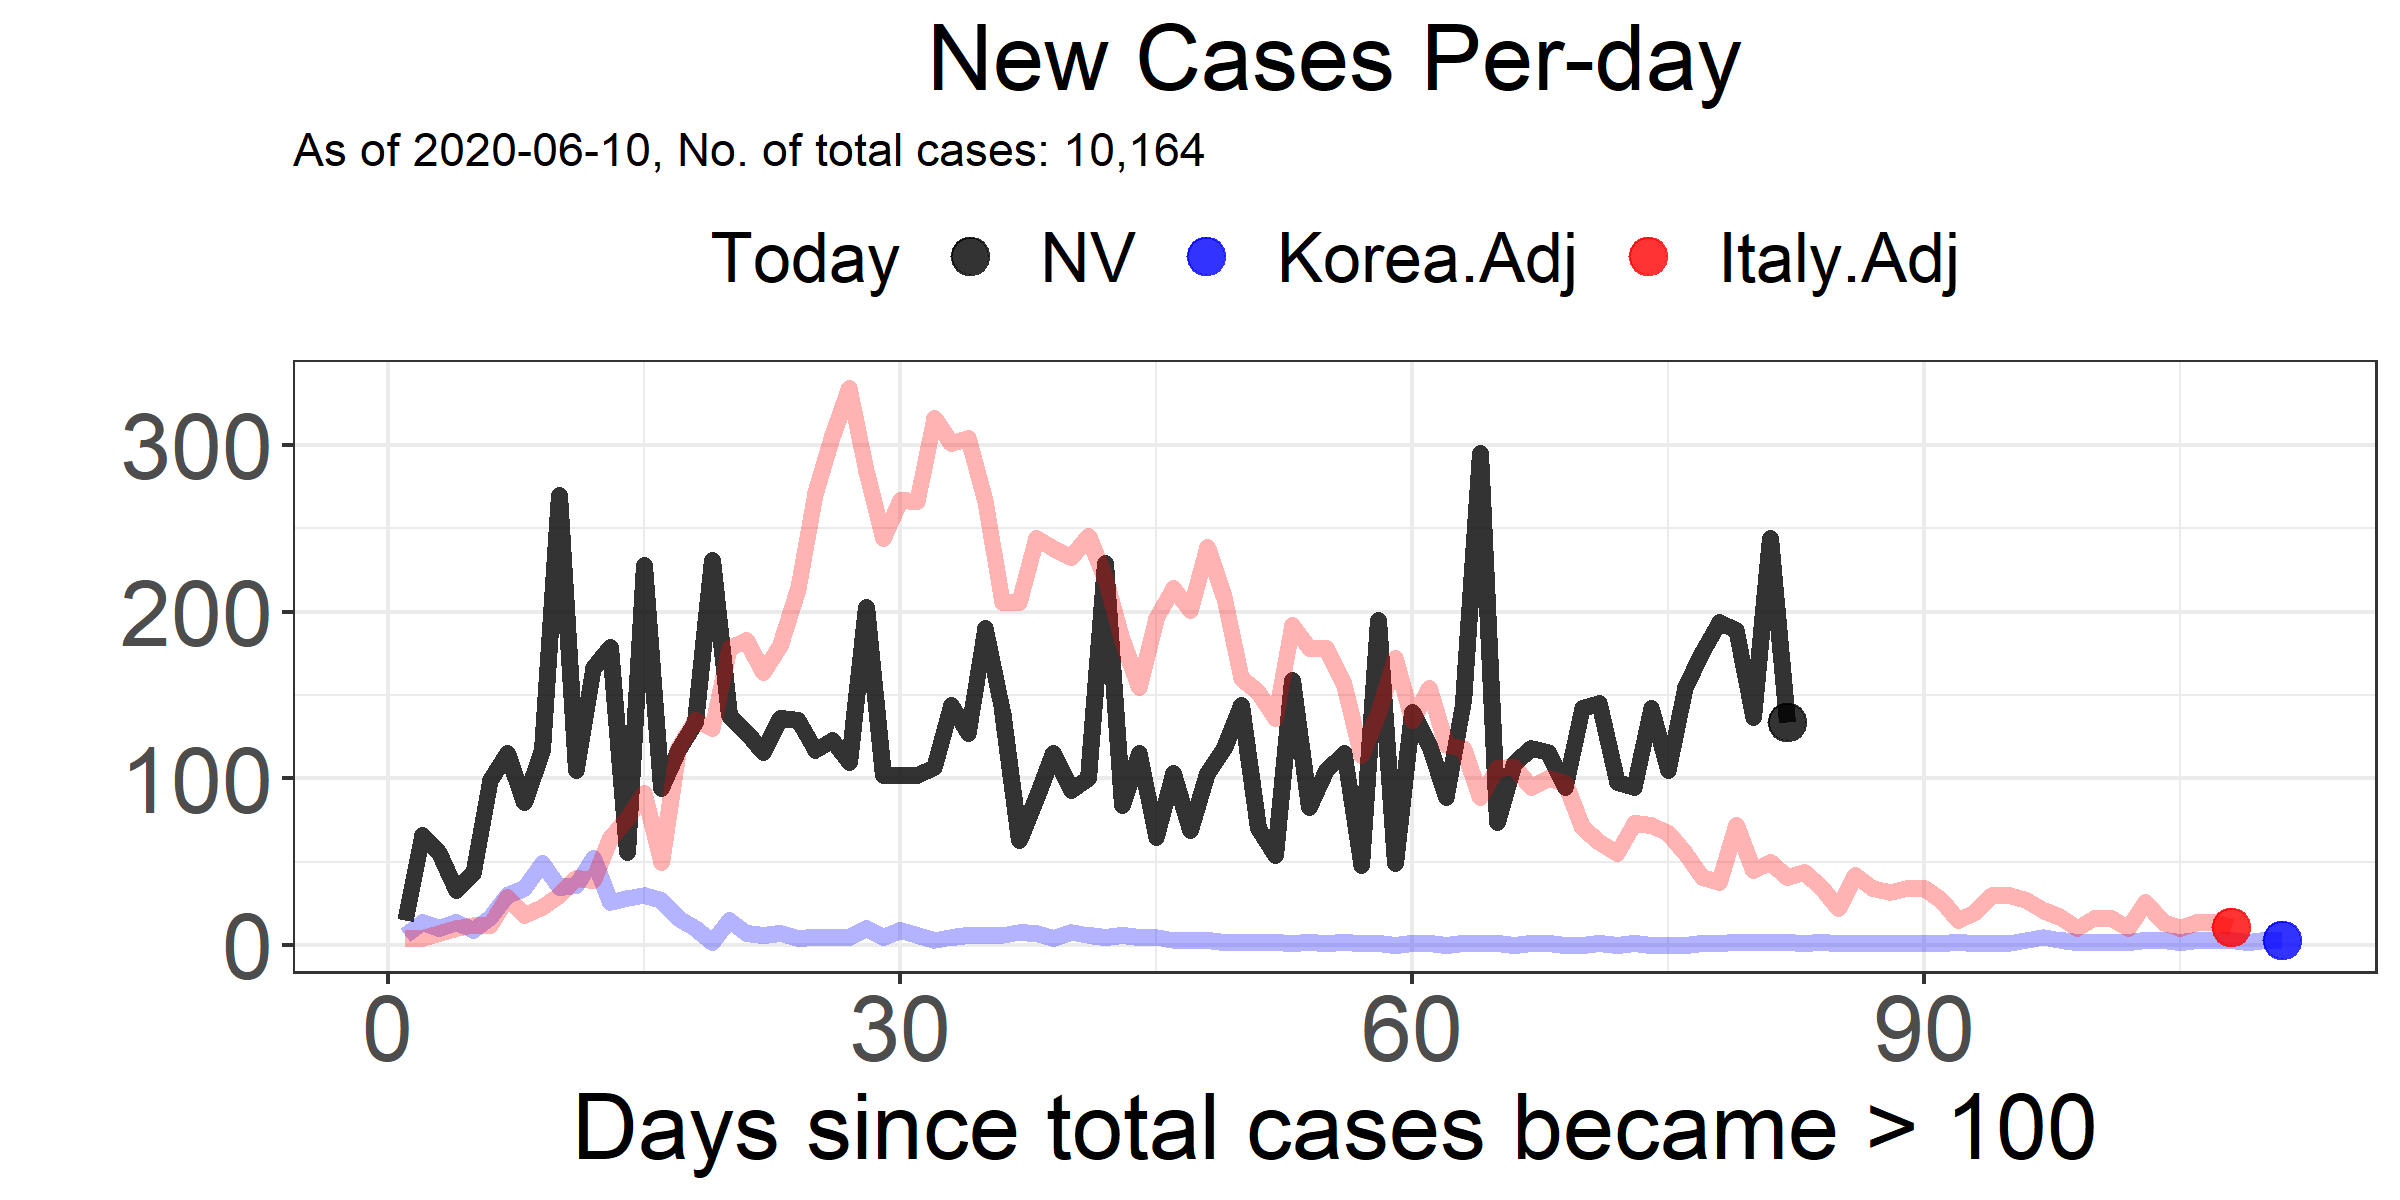 New Cases Per-day
As of 2020-06-10, No. of total cases: 10,164
Today NV Korea.Adj Italy.Adj
300
200
100
0
0 30 60 90
Days since total cases became > 100